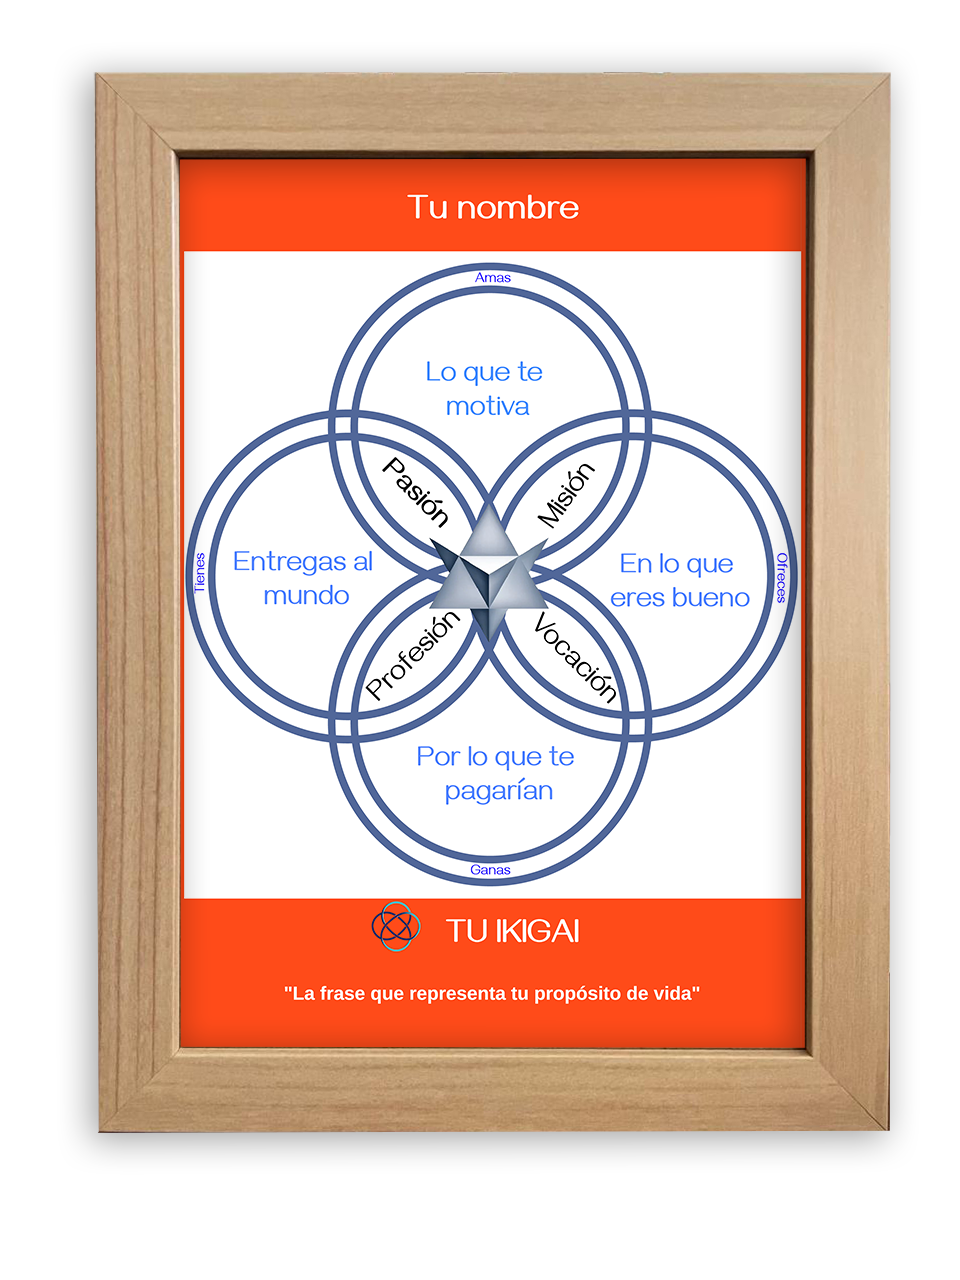 Tu nombre
Amas
Lo que te
motiva
Pasión
Misión
Tienes
Entregas al
mundo
En lo que
eres bueno
Ofreces
Profesión
Vocación
Por lo que te
pagarían
Ganas
TU IKIGAI
"La frase que representa tu propósito de vida"